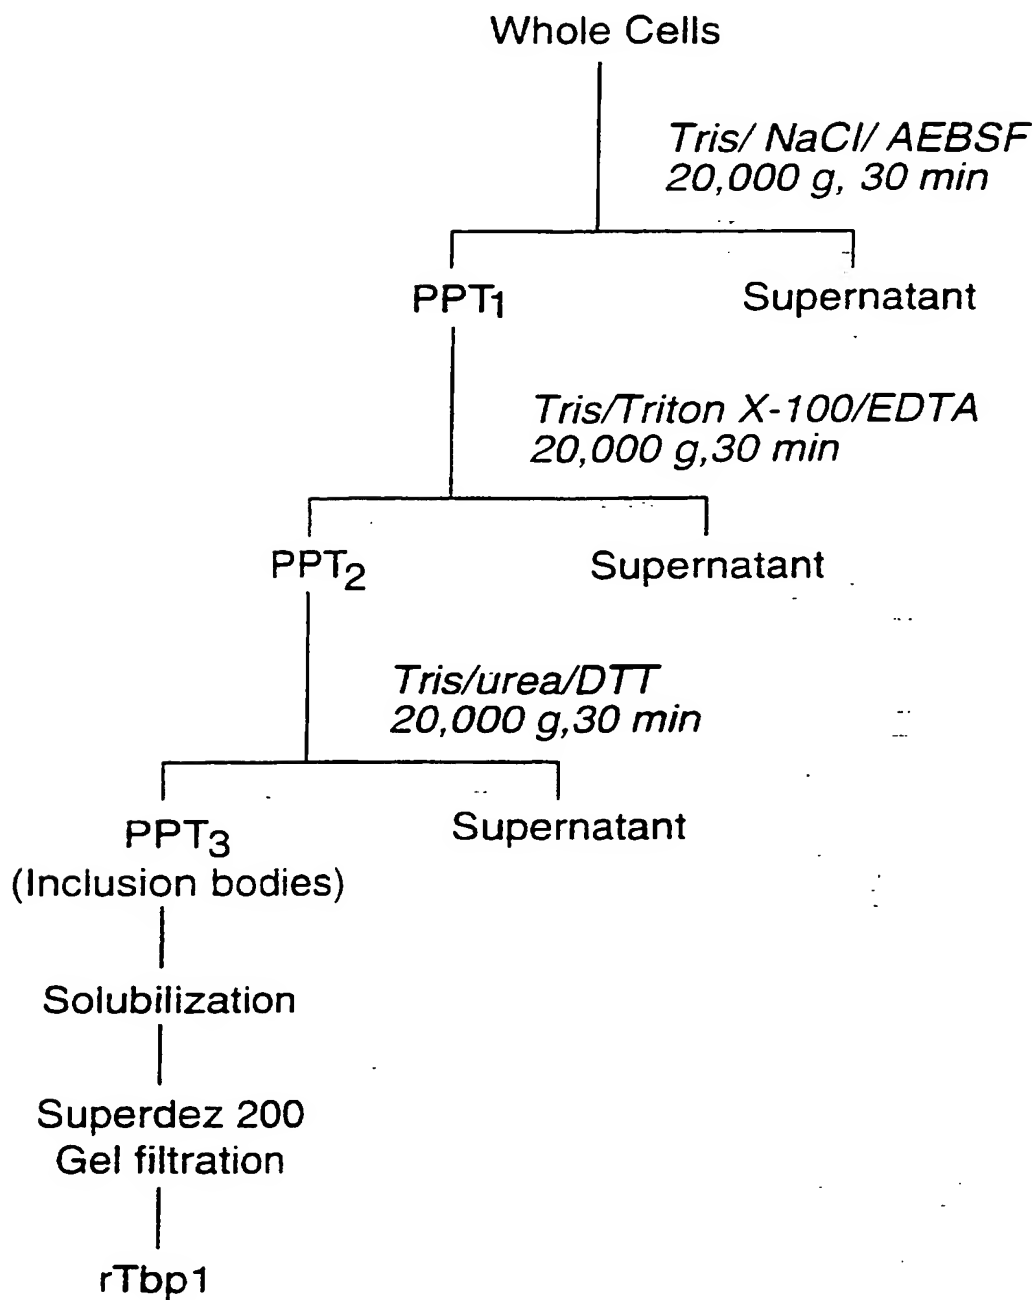 Whole Cells
Tris/ NaCl/ AEBSF
20,000 g, 30 min
PPT1
Supernatant
Tris/Triton X-100/EDTA
20,000 g,30 min
PPT2
Supernatant
Tris/urea/DTT
20,000 g,30 min
PPT3
(Inclusion bodies)
Supernatant
Solubilization
Superdez 200
Gel filtration
rTbp1